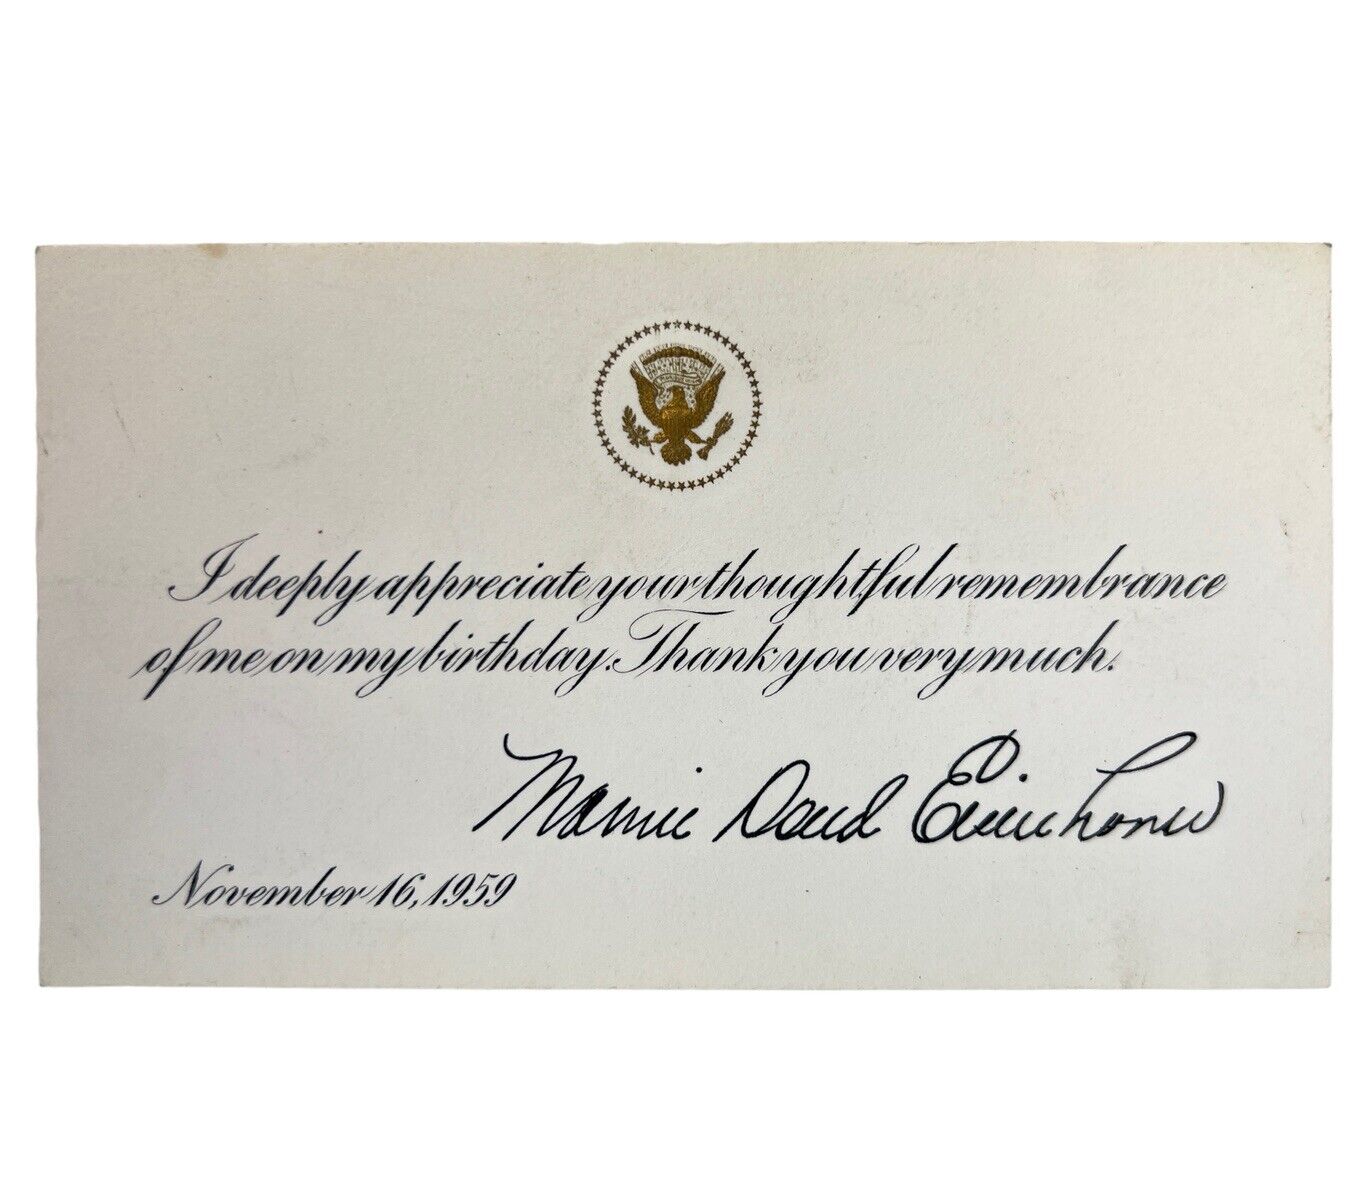 I deeply appreciate your thoughtful remembrance
of me on my birthday. Thank you very much.
Mamie Doud Eisenhower
November 16, 1959